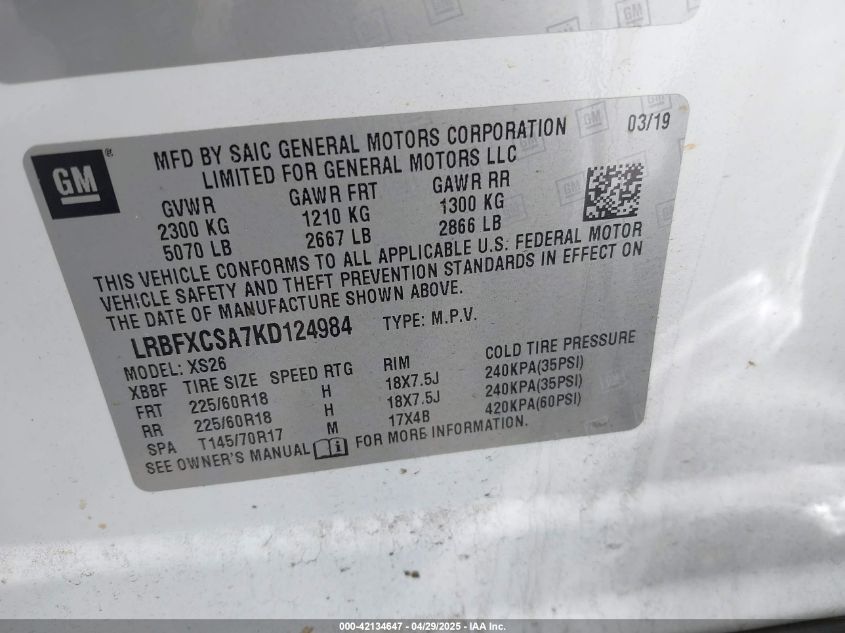 GM®
MFD BY SAIC GENERAL MOTORS CORPORATION
03/19
LIMITED FOR GENERAL MOTORS LLC
GVWR GAWR FRT GAWR RR
2300 KG 1210 KG 1300 KG
5070 LB 2667 LB 2866 LB
THIS VEHICLE CONFORMS TO ALL APPLICABLE U.S. FEDERAL MOTOR
VEHICLE SAFETY AND THEFT PREVENTION STANDARDS IN EFFECT ON
THE DATE OF MANUFACTURE SHOWN ABOVE.
LRBFXCSA7KD124984 TYPE: M.P.V.
MODEL: XS26
XBBF TIRE SIZE SPEED RTG RIM COLD TIRE PRESSURE
FRT 225/60R18 H 18X7.5J 240KPA(35PSI)
RR 225/60R18 H 18X7.5J 240KPA(35PSI)
SPA T145/70R17 M 17X4B 420KPA(60PSI)
SEE OWNER'S MANUAL FOR MORE INFORMATION.
000-42134647 - 04/29/2025 - IAA Inc.